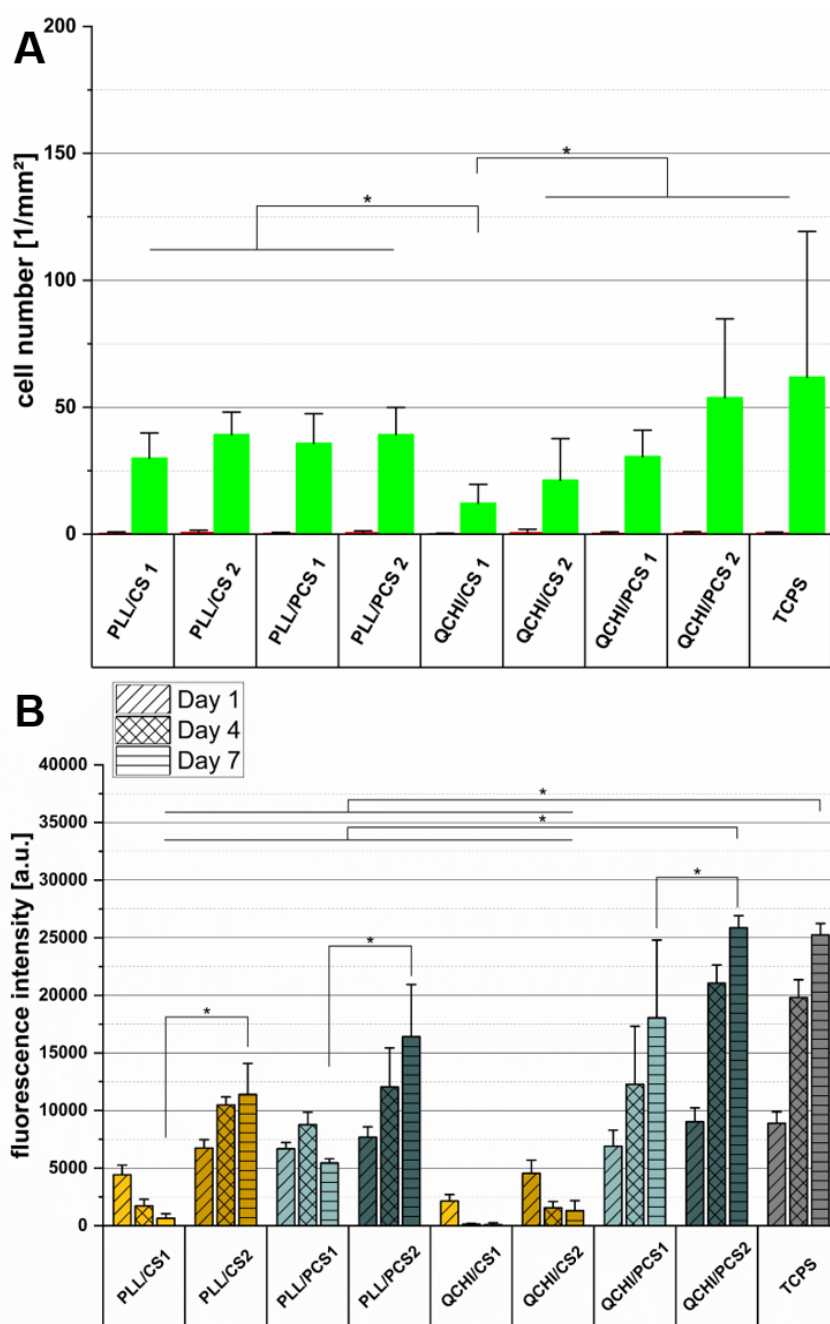 A
cell number [1/mm²]
200
150
100
50
0
*
*
PLL/CS 1
PLL/CS 2
PLL/PCS 1
PLL/PCS 2
QCHI/CS 1
QCHI/CS 2
QCHI/PCS 1
QCHI/PCS 2
TCPS
B
Day 1
Day 4
Day 7
fluorescence intensity [a.u.]
40000
35000
30000
25000
20000
15000
10000
5000
0
*
*
*
*
*
PLL/CS1
PLL/CS2
PLL/PCS1
PLL/PCS2
QCHI/CS1
QCHI/CS2
QCHI/PCS1
QCHI/PCS2
TCPS